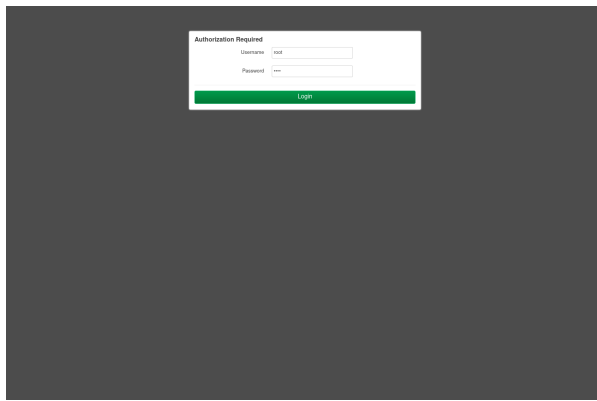 Authorization Required
Username root
Password ••••
Login